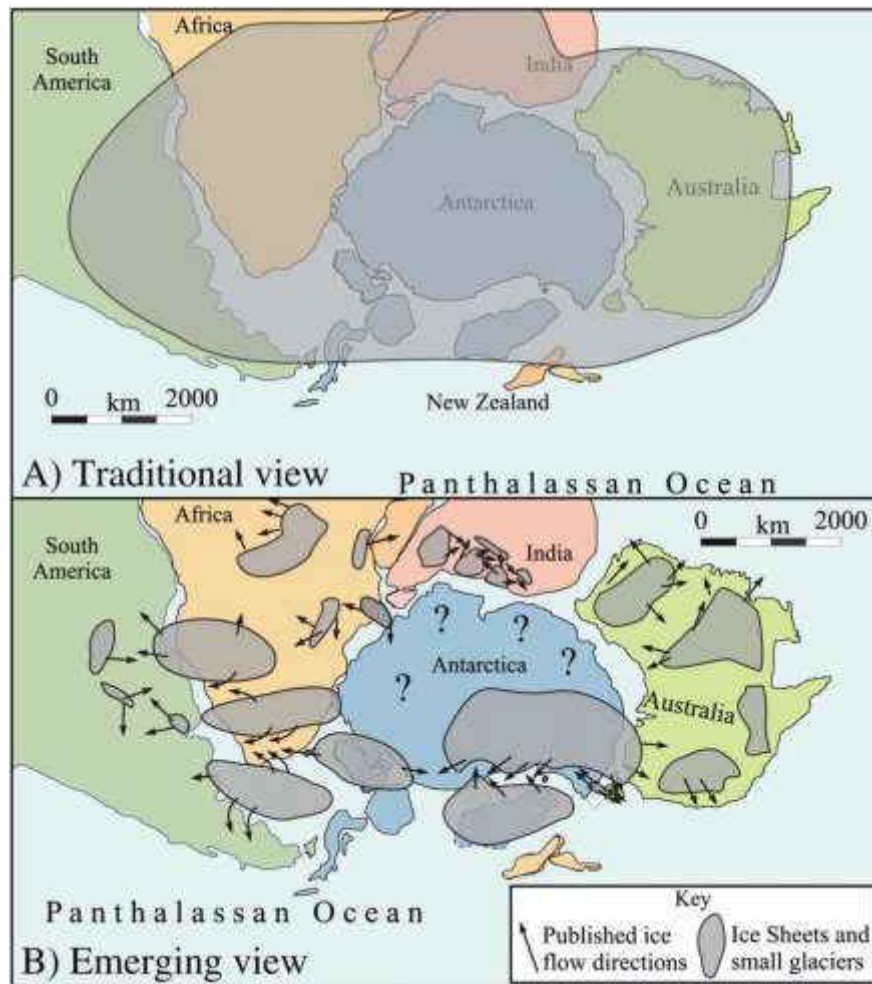 Africa
South
America
India
Antarctica
Australia
0 km 2000
New Zealand
A) Traditional view
Panthalassan Ocean
Africa
0 km 2000
South
America
India
?
?
Antarctica
?
?
Australia
Panthalassan Ocean
B) Emerging view
Key
Published ice
flow directions
Ice Sheets and
small glaciers